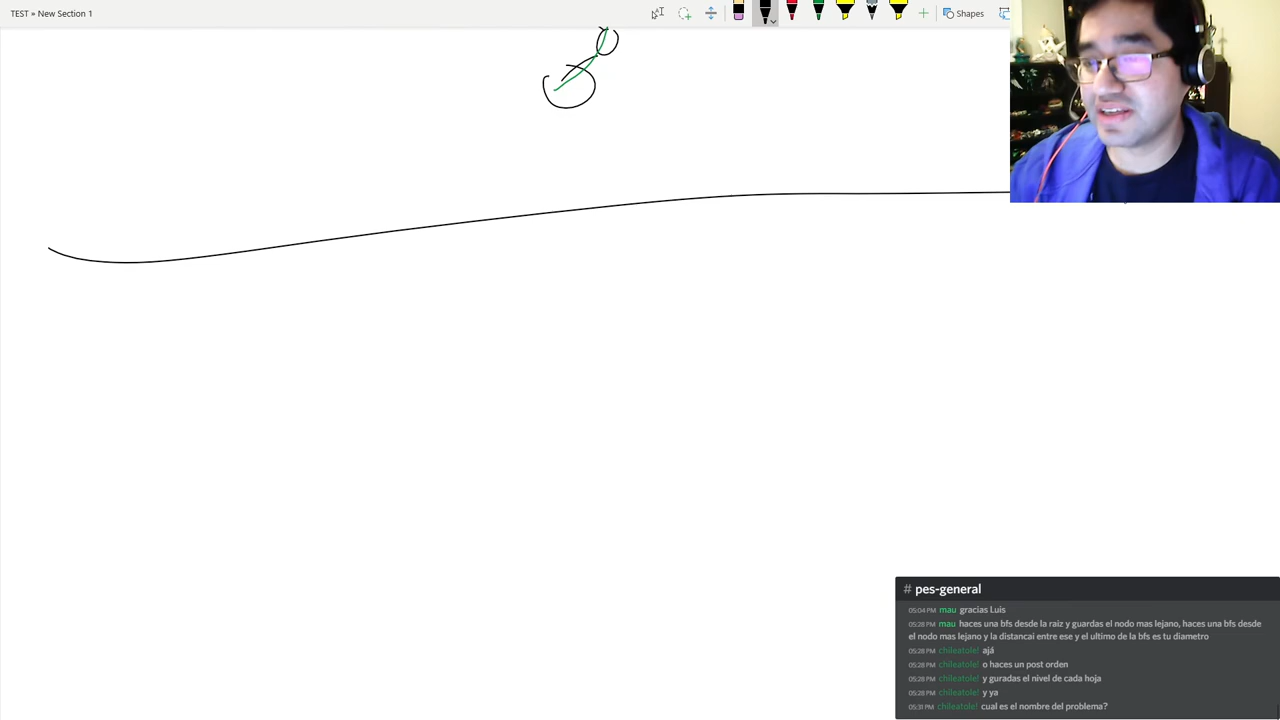 TEST » New Section 1
Shapes
# pes-general
05:04 PM mau gracias Luis
05:28 PM mau haces una bfs desde la raiz y guardas el nodo mas lejano, haces una bfs desde
el nodo mas lejano y la distancai entre ese y el ultimo de la bfs es tu diametro
05:28 PM chileatole! ajá
05:28 PM chileatole! o haces un post orden
05:28 PM chileatole! y guradas el nivel de cada hoja
05:28 PM chileatole! y ya
05:31 PM chileatole! cual es el nombre del problema?